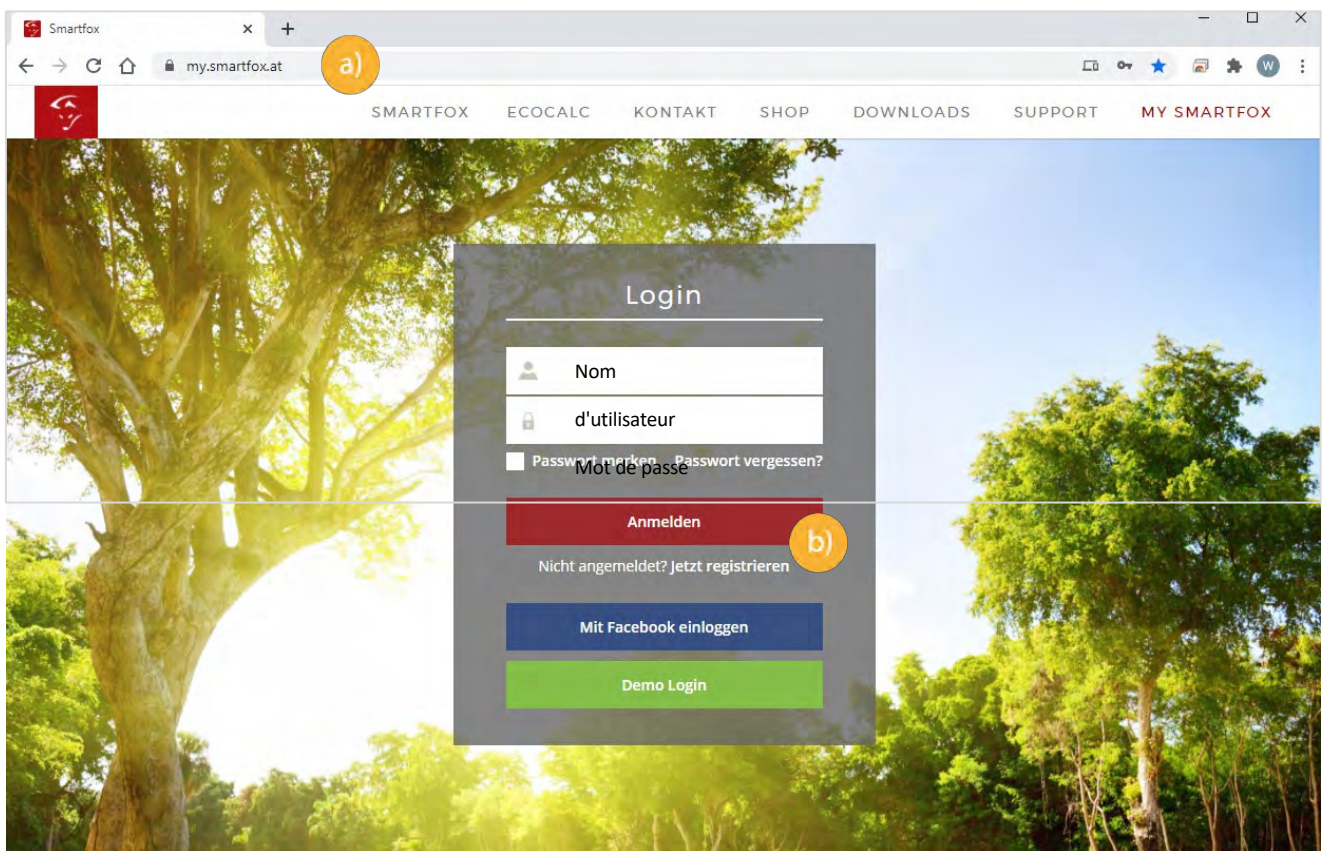 Smartfox
my.smartfox.at
a)
W
SMARTFOX ECOCALC KONTAKT SHOP DOWNLOADS SUPPORT MY SMARTFOX
Login
Nom
d'utilisateur
Passwort merken Passwort vergessen?
Mot de passe
Anmelden
b)
Nicht angemeldet? Jetzt registrieren
Mit Facebook einloggen
Demo Login